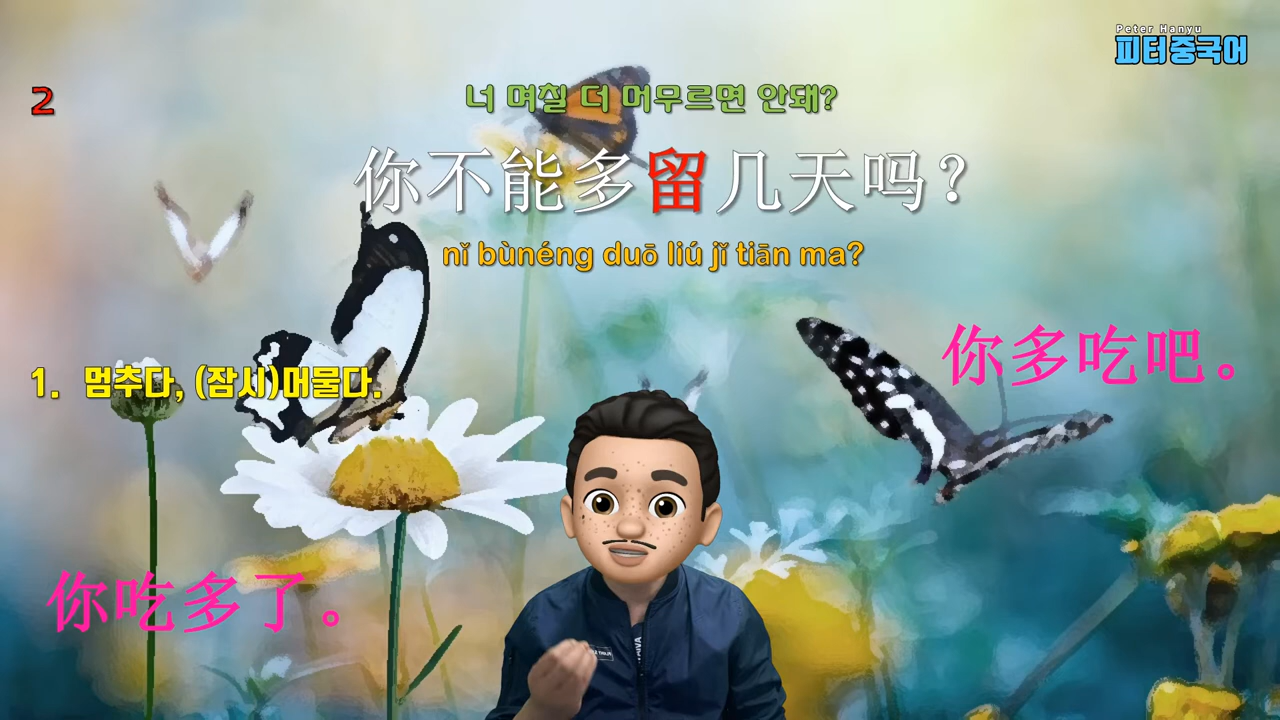 Peter Hanyu
피터 중국어
2
너 며칠 더 머무르면 안돼?
你不能多留几天吗？
nǐ bùnéng duō liú jǐ tiān ma?
你多吃吧。
1. 멈추다, (잠시)머물다.
你吃多了。